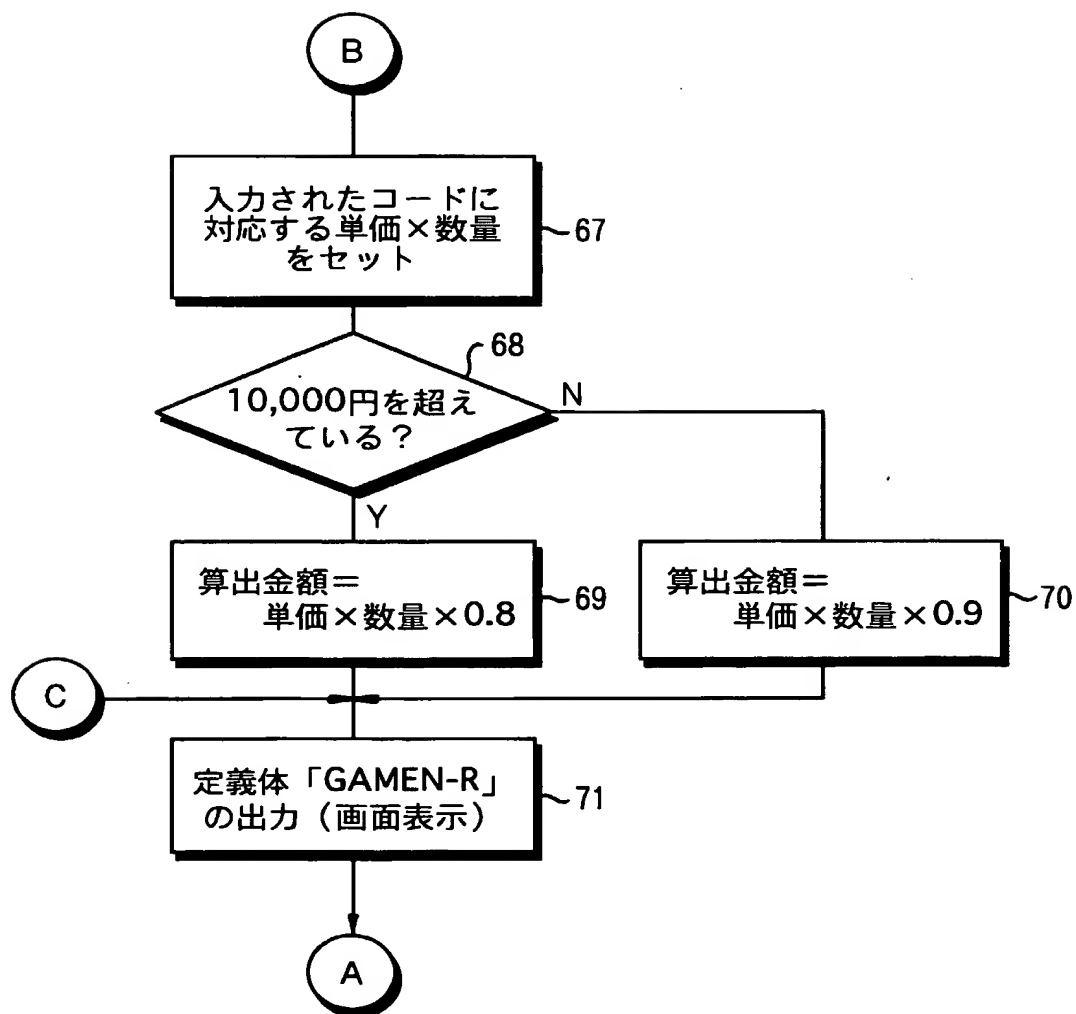 B
入力されたコードに
対応する単価×数量
をセット
67
68
10,000円を超え
ている？
N
Y
算出金額＝
単価×数量×0.8
69
算出金額＝
単価×数量×0.9
70
C
定義体「GAMEN-R」
の出力（画面表示）
71
A